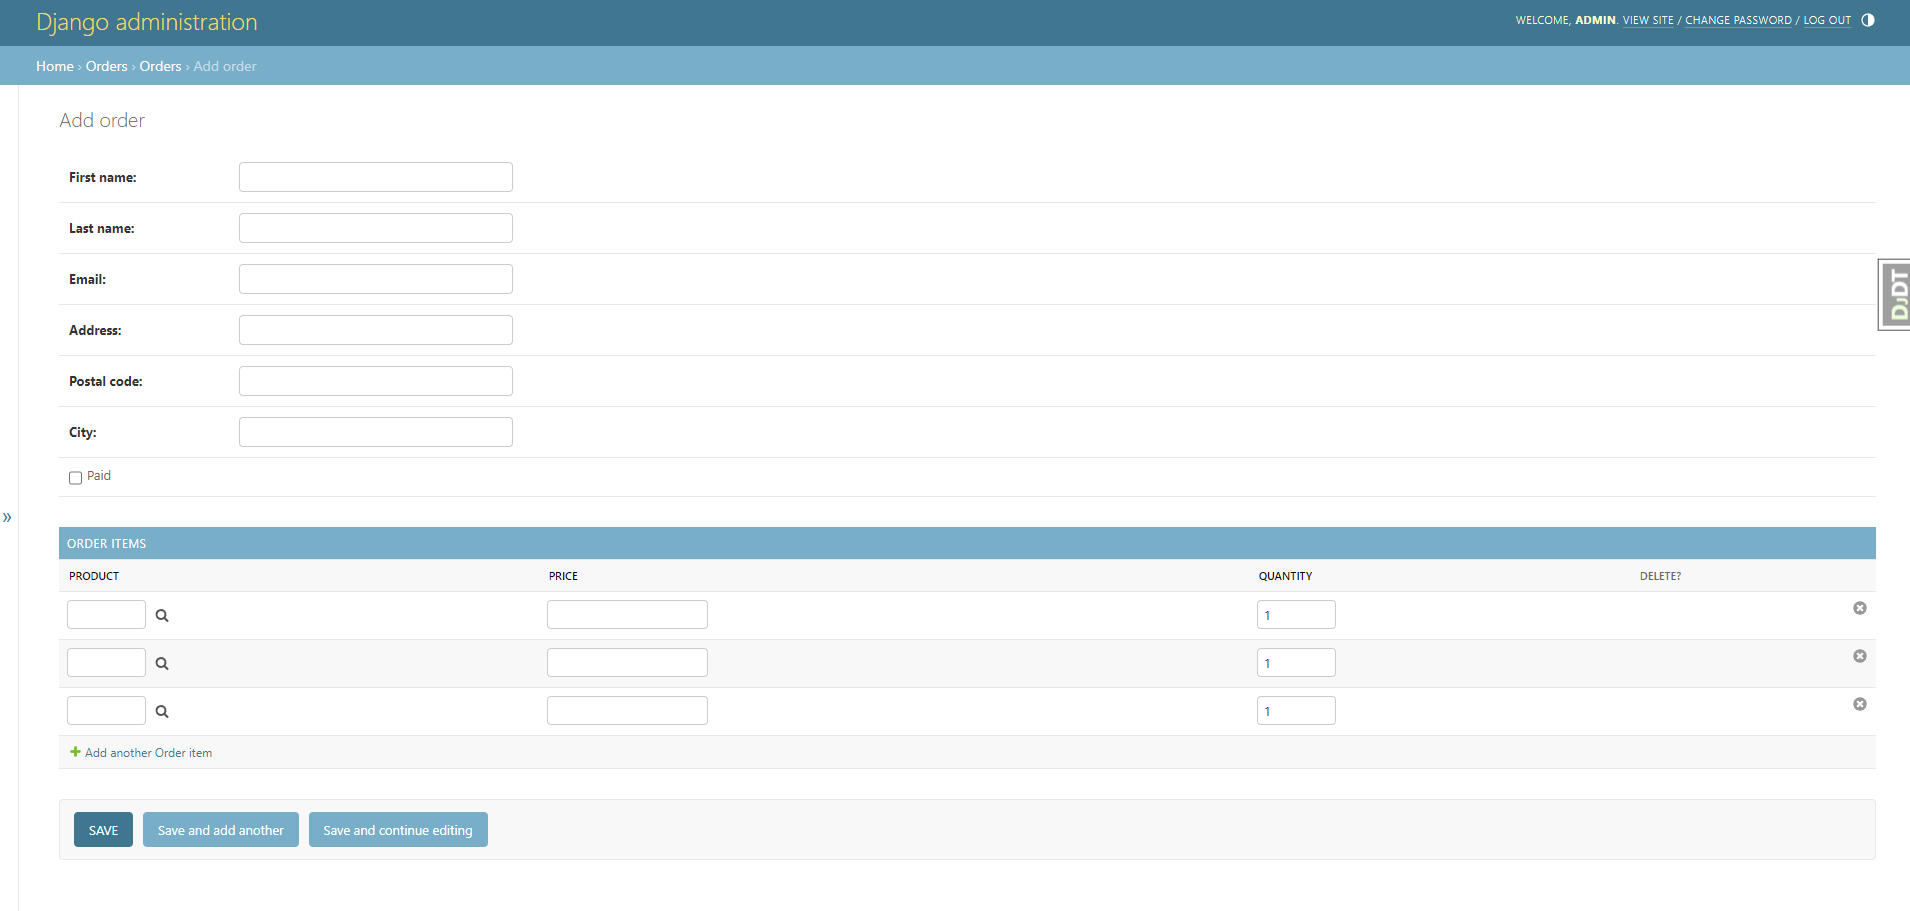 Django administration
WELCOME, ADMIN. VIEW SITE / CHANGE PASSWORD / LOG OUT
Home › Orders › Orders › Add order
Add order
First name:
Last name:
Email:
Address:
Postal code:
City:
Paid
DJDT
»
ORDER ITEMS
PRODUCT PRICE QUANTITY DELETE?
1
1
1
Add another Order item
SAVE Save and add another Save and continue editing